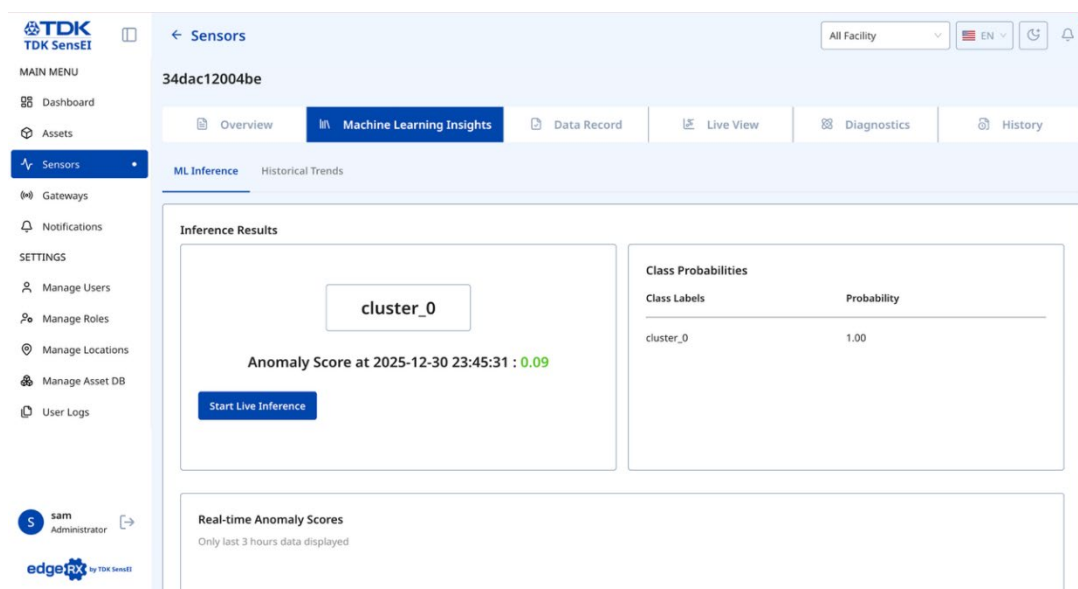 TDK
TDK SensEI
MAIN MENU
Dashboard
Assets
Sensors
Gateways
Notifications
SETTINGS
Manage Users
Manage Roles
Manage Locations
Manage Asset DB
User Logs
S
sam
Administrator
edgeRX by TDK SensEI
← Sensors
All Facility
EN
34dac12004be
Overview
Machine Learning Insights
Data Record
Live View
Diagnostics
History
ML Inference
Historical Trends
Inference Results
cluster_0
Anomaly Score at 2025-12-30 23:45:31 : 0.09
Start Live Inference
Class Probabilities
Class Labels Probability
cluster_0 1.00
Real-time Anomaly Scores
Only last 3 hours data displayed